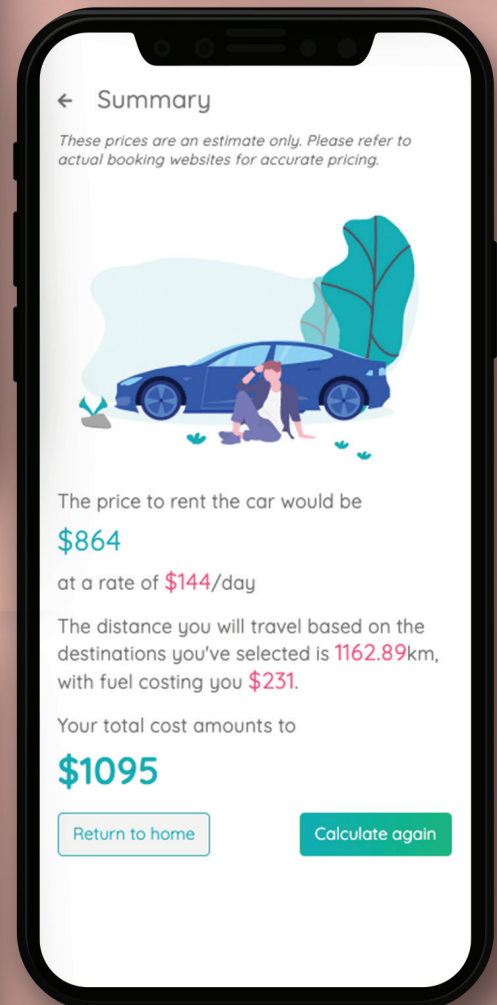 ← Summary
These prices are an estimate only. Please refer to
actual booking websites for accurate pricing.
The price to rent the car would be
$864
at a rate of $144/day
The distance you will travel based on the
destinations you've selected is 1162.89km,
with fuel costing you $231.
Your total cost amounts to
$1095
Return to home
Calculate again